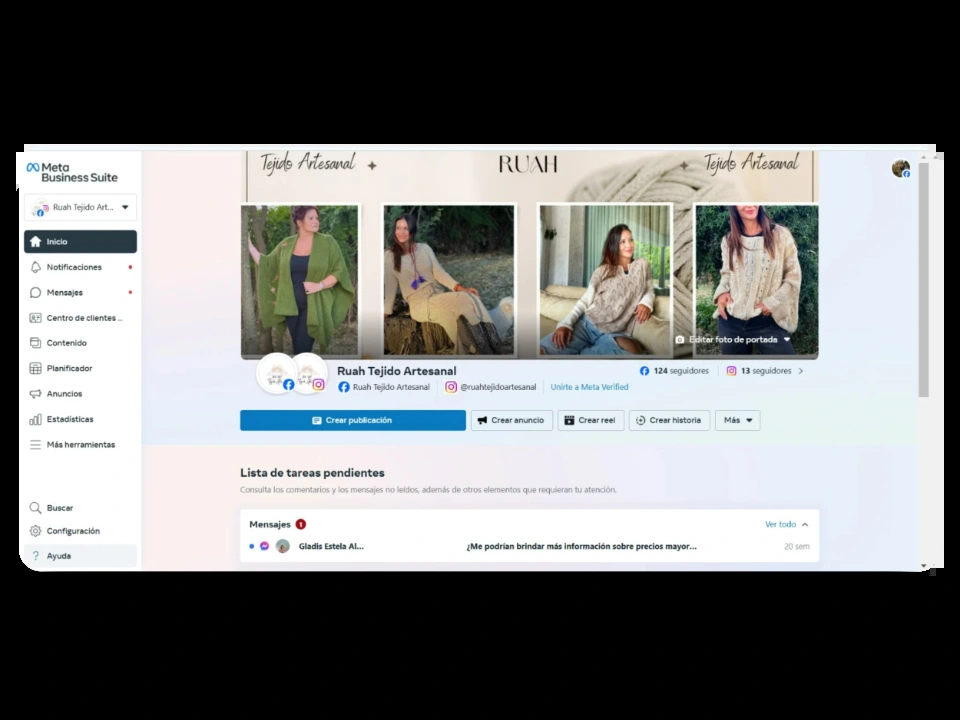 Meta
Business Suite
Ruah Tejido Art...
Inicio
Notificaciones
Mensajes
Centro de clientes ...
Contenido
Planificador
Anuncios
Estadísticas
Más herramientas
Buscar
Configuración
Ayuda
Tejido Artesanal
RUAH
Tejido Artesanal
Editar foto de portada
Ruah Tejido Artesanal
124 seguidores
13 seguidores
Ruah Tejido Artesanal
@ruahtejidoartesanal
Unirte a Meta Verified
Crear publicación
Crear anuncio
Crear reel
Crear historia
Más
Lista de tareas pendientes
Consulta los comentarios y los mensajes no leídos, además de otros elementos que requieran tu atención.
Mensajes 1
Ver todo
Gladis Estela Al...
¿Me podrían brindar más información sobre precios mayor...
20 sem